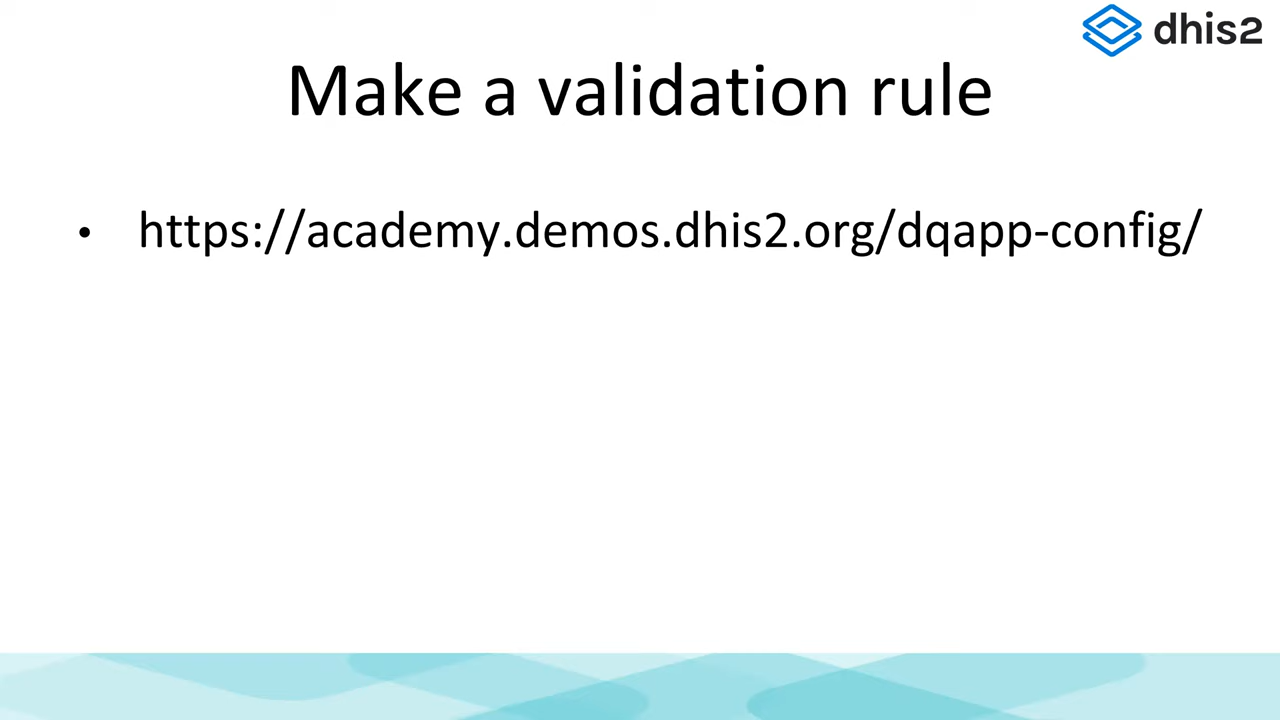 dhis2
Make a validation rule
• https://academy.demos.dhis2.org/dqapp-config/